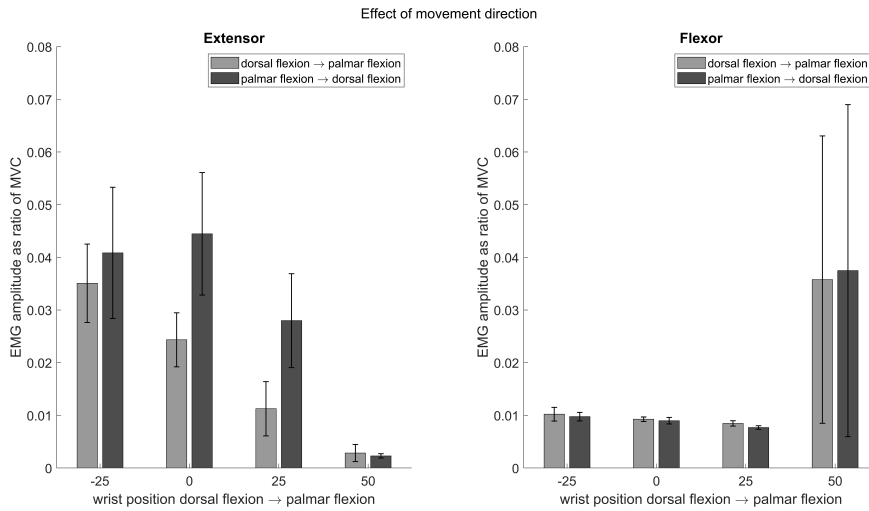 Effect of movement direction
Extensor
dorsal flexion → palmar flexion
palmar flexion → dorsal flexion
EMG amplitude as ratio of MVC
0.08
0.07
0.06
0.05
0.04
0.03
0.02
0.01
0
-25 0 25 50
wrist position dorsal flexion → palmar flexion
Flexor
dorsal flexion → palmar flexion
palmar flexion → dorsal flexion
EMG amplitude as ratio of MVC
0.08
0.07
0.06
0.05
0.04
0.03
0.02
0.01
0
-25 0 25 50
wrist position dorsal flexion → palmar flexion